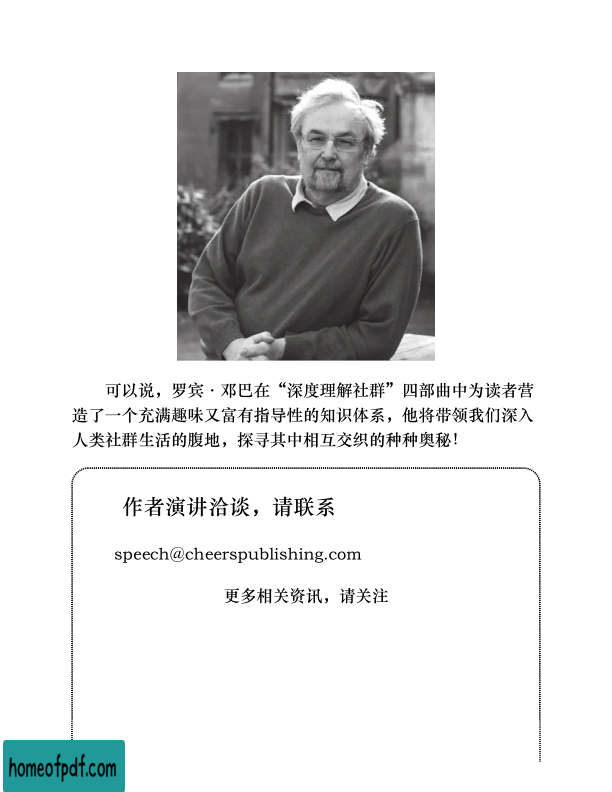 可以说，罗宾·邓巴在“深度理解社群”四部曲中为读者营
造了一个充满趣味又富有指导性的知识体系，他将带领我们深入
人类社群生活的腹地，探寻其中相互交织的种种奥秘！
作者演讲洽谈，请联系
speech@cheerspublishing.com
更多相关资讯，请关注
homeofpdf.com